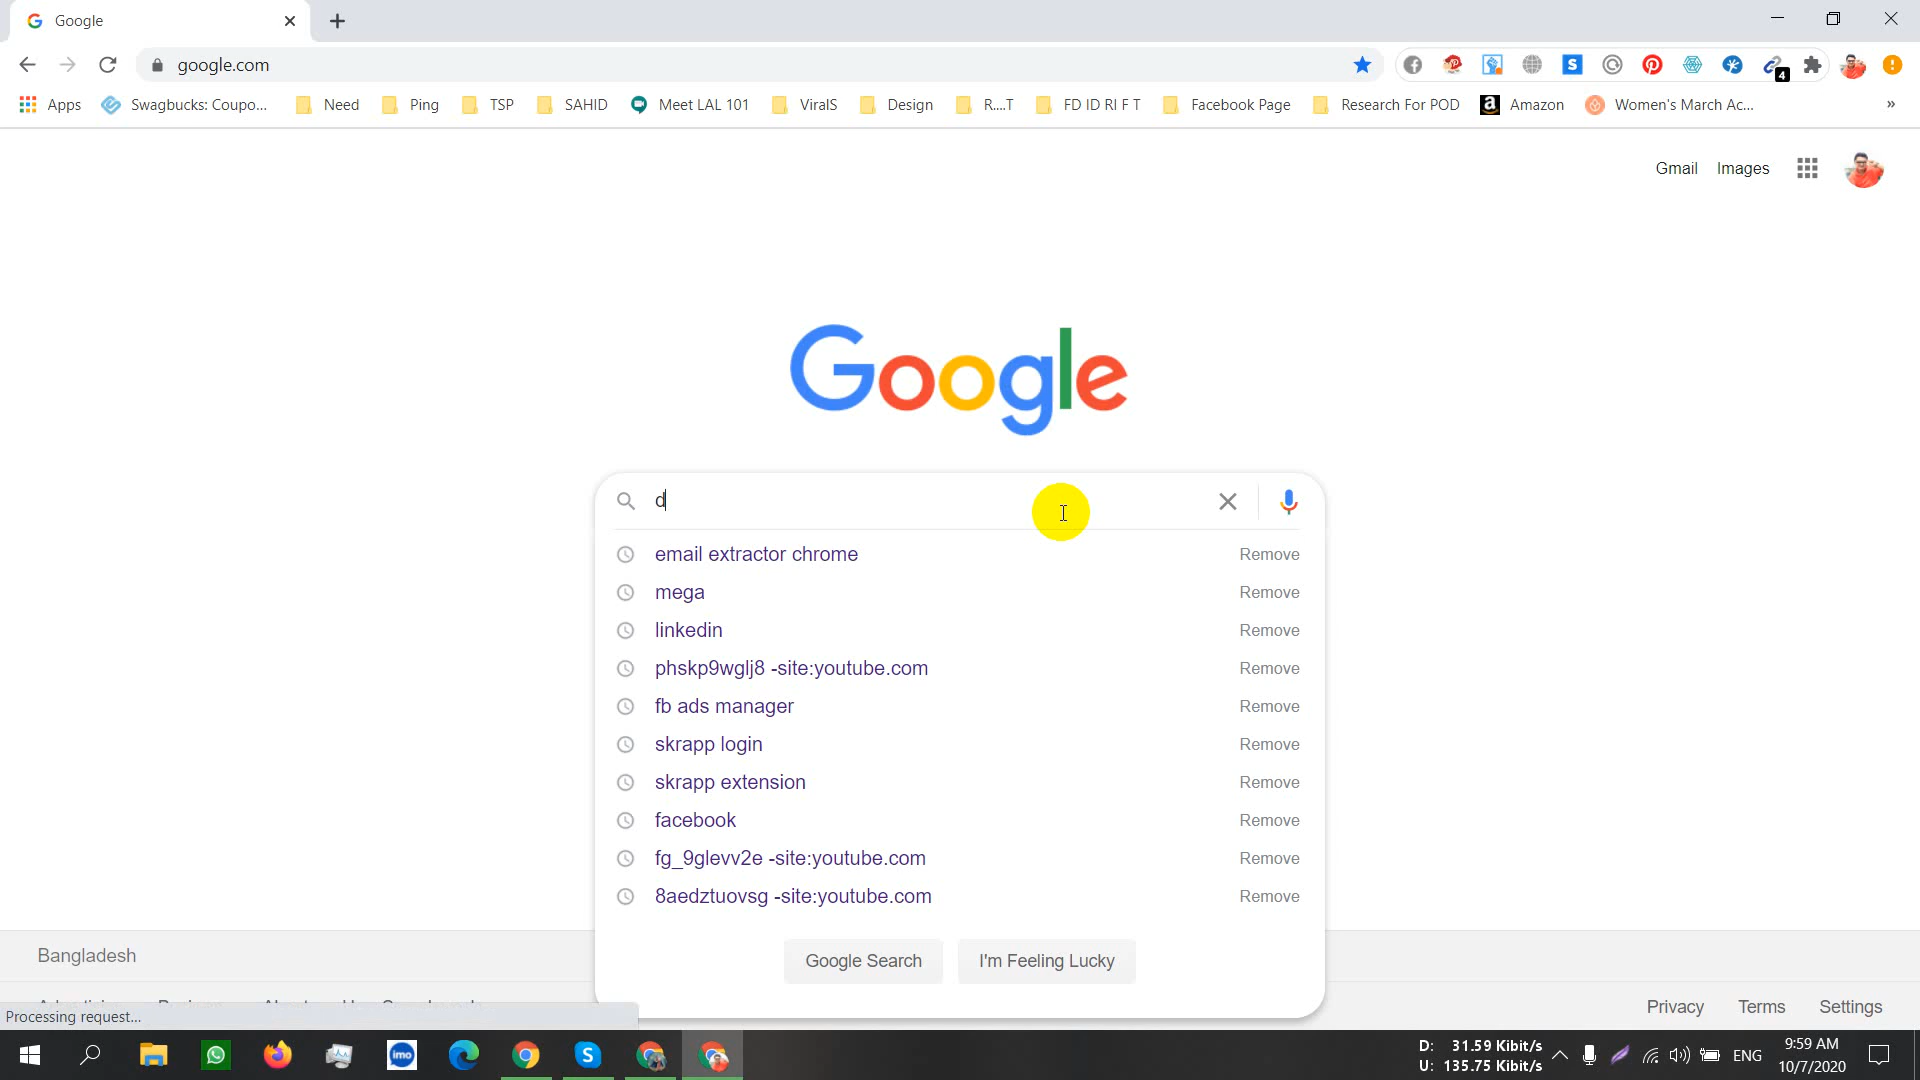 Google
google.com
4
Apps Swagbucks: Coupo... Need Ping TSP SAHID Meet LAL 101 ViralS Design R....T FD ID RI F T Facebook Page Research For POD Amazon Women's March Ac... »
Gmail Images
Google
d
email extractor chrome Remove
mega Remove
linkedin Remove
phskp9wglj8 -site:youtube.com Remove
fb ads manager Remove
skrapp login Remove
skrapp extension Remove
facebook Remove
fg_9glevv2e -site:youtube.com Remove
8aedztuovsg -site:youtube.com Remove
Google Search I'm Feeling Lucky
Bangladesh
Privacy Terms Settings
Processing request...
imo
D: 31.59 Kibit/s
U: 135.75 Kibit/s
ENG
9:59 AM
10/7/2020